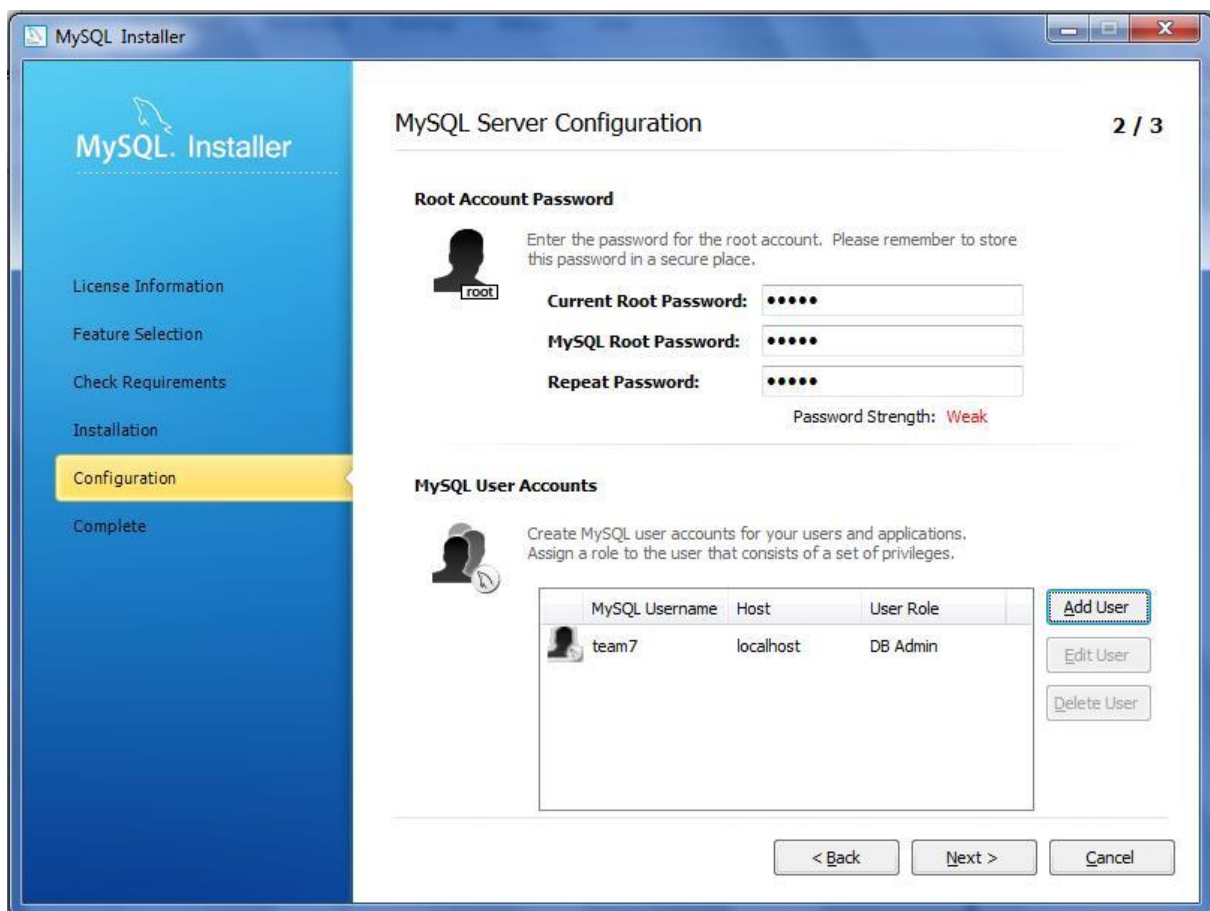 MySQL Installer
MySQL. Installer
License Information
Feature Selection
Check Requirements
Installation
Configuration
Complete
MySQL Server Configuration 2 / 3
Root Account Password
Enter the password for the root account. Please remember to store
this password in a secure place.
root
Current Root Password: •••••
MySQL Root Password: •••••
Repeat Password: •••••
Password Strength: Weak
MySQL User Accounts
Create MySQL user accounts for your users and applications.
Assign a role to the user that consists of a set of privileges.
MySQL Username Host User Role
team7 localhost DB Admin
Add User
Edit User
Delete User
< Back Next > Cancel